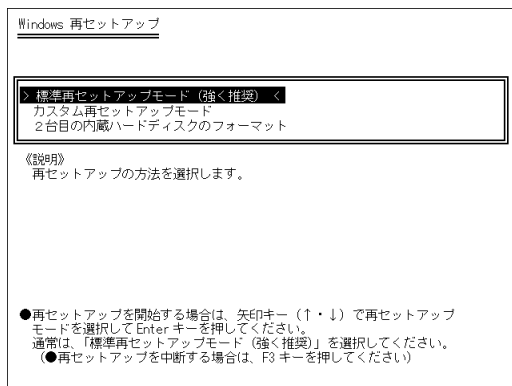 Windows 再セットアップ
> 標準再セットアップモード（強く推奨） <
カスタム再セットアップモード
２台目の内蔵ハードディスクのフォーマット
《説明》
再セットアップの方法を選択します。
●再セットアップを開始する場合は、矢印キー（↑・↓）で再セットアップ
モードを選択して Enter キーを押してください。
通常は、「標準再セットアップモード（強く推奨）」を選択してください。
（●再セットアップを中断する場合は、F3 キーを押してください）